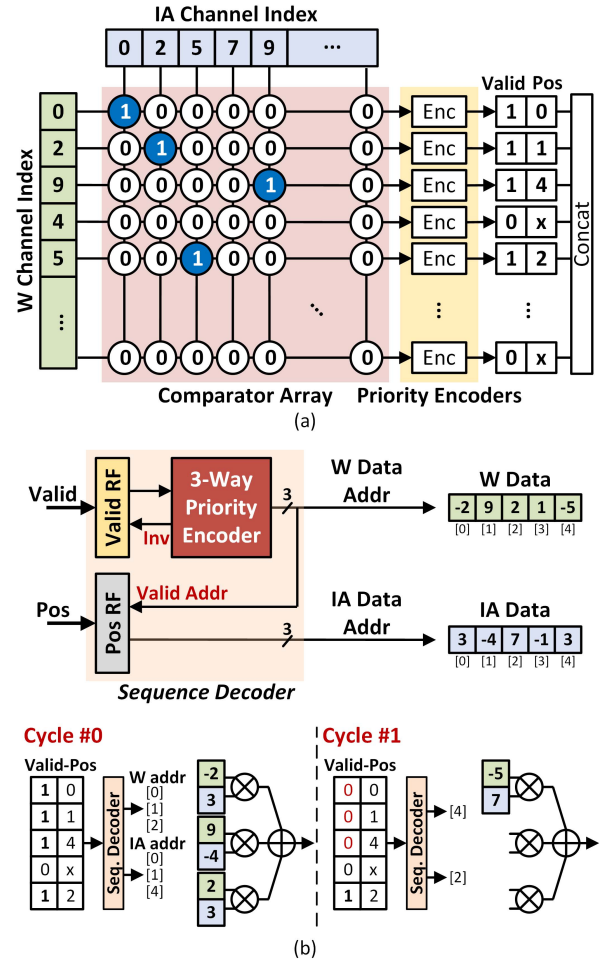 IA Channel Index
0 2 5 7 9 ...
Valid Pos
W Channel Index
0 1 0 0 0 0 0 Enc 1 0
2 0 1 0 0 0 0 Enc 1 1
9 0 0 0 0 1 0 Enc 1 4
4 0 0 0 0 0 0 Enc 0 x
5 0 0 1 0 0 0 Enc 1 2
... ... ... ...
0 0 0 0 0 0 Enc 0 x
Concat
Comparator Array Priority Encoders
(a)
Valid
Valid RF
3-Way
Priority
Encoder
Inv
3
W Data
Addr
W Data
-2 9 2 1 -5
[0] [1] [2] [3] [4]
Valid Addr
Pos
Pos RF
3
IA Data
Addr
IA Data
3 -4 7 -1 3
[0] [1] [2] [3] [4]
Sequence Decoder
Cycle #0
Valid-Pos
1 0
1 1
1 4
0 x
1 2
Seq. Decoder
W addr
[0]
[1]
[2]
IA addr
[0]
[1]
[4]
-2
3
9
-4
2
3
Cycle #1
Valid-Pos
0 0
0 1
0 4
0 x
1 2
Seq. Decoder
[4]
[2]
-5
7
(b)